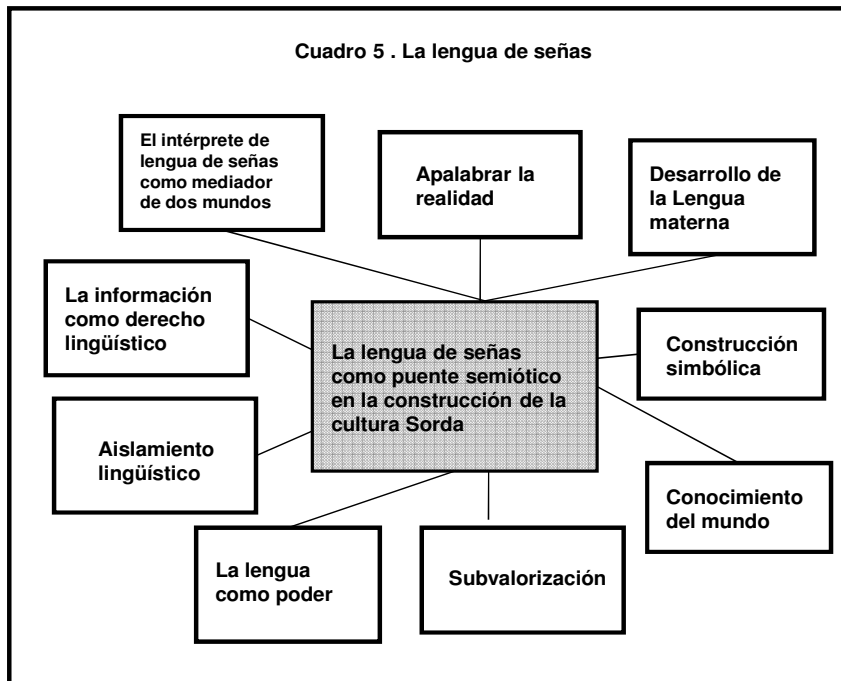 Cuadro 5 . La lengua de señas
El intérprete de
lengua de señas
como mediador
de dos mundos
Apalabrar la
realidad
Desarrollo de
la Lengua
materna
La información
como derecho
lingüístico
La lengua de señas
como puente semiótico
en la construcción de la
cultura Sorda
Construcción
simbólica
Aislamiento
lingüístico
Conocimiento
del mundo
La lengua
como poder
Subvalorización